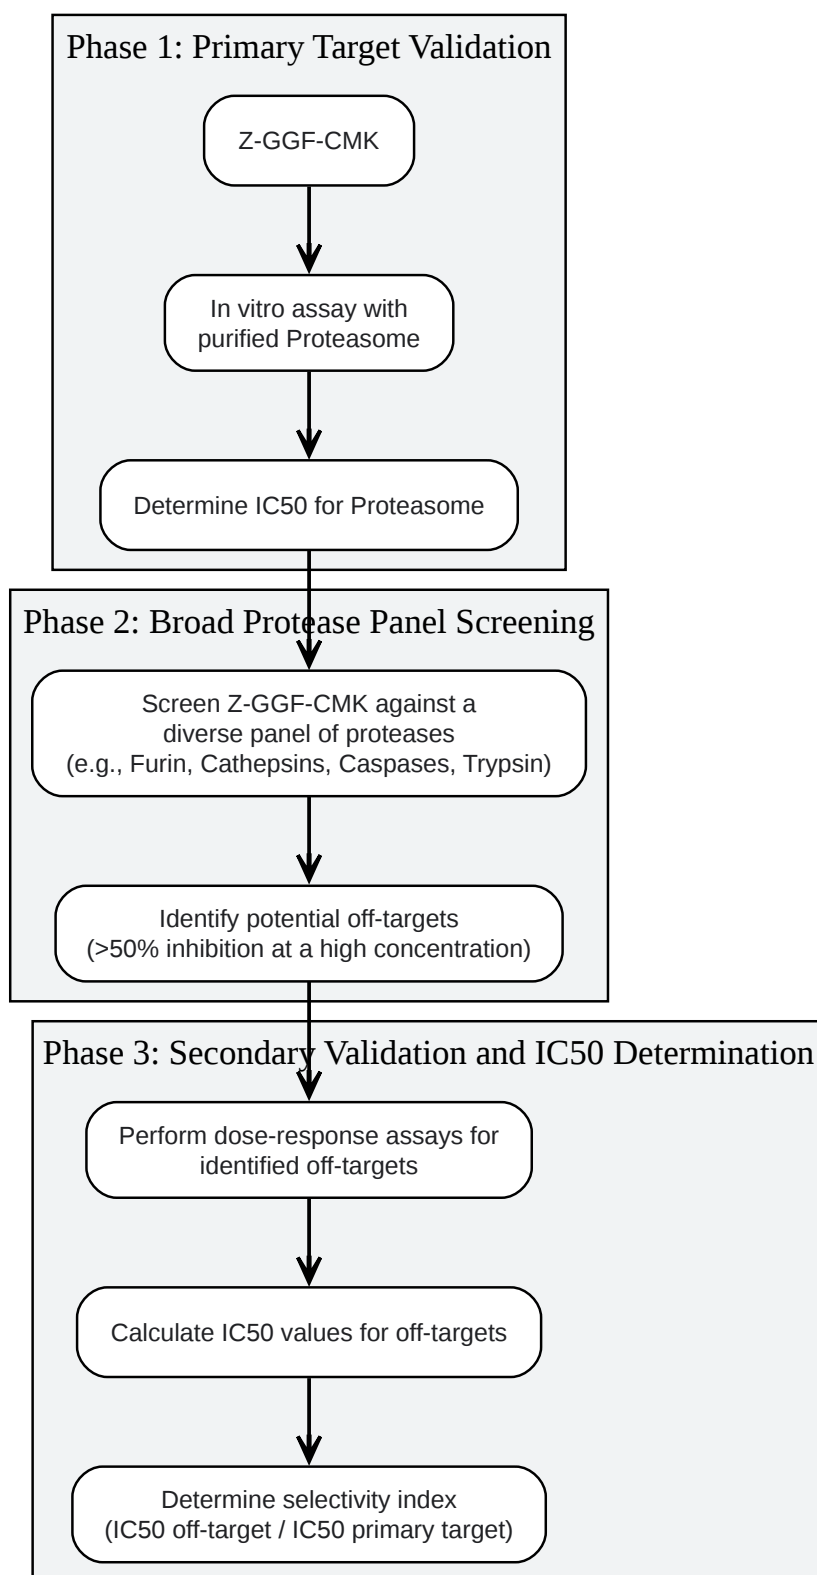 Phase 1: Primary Target Validation
Z-GGF-CMK
In vitro assay with
purified Proteasome
Determine IC50 for Proteasome
Phase 2: Broad Protease Panel Screening
Screen Z-GGF-CMK against a
diverse panel of proteases
(e.g., Furin, Cathepsins, Caspases, Trypsin)
Identify potential off-targets
(>50% inhibition at a high concentration)
Phase 3: Secondary Validation and IC50 Determination
Perform dose-response assays for
identified off-targets
Calculate IC50 values for off-targets
Determine selectivity index
(IC50 off-target / IC50 primary target)